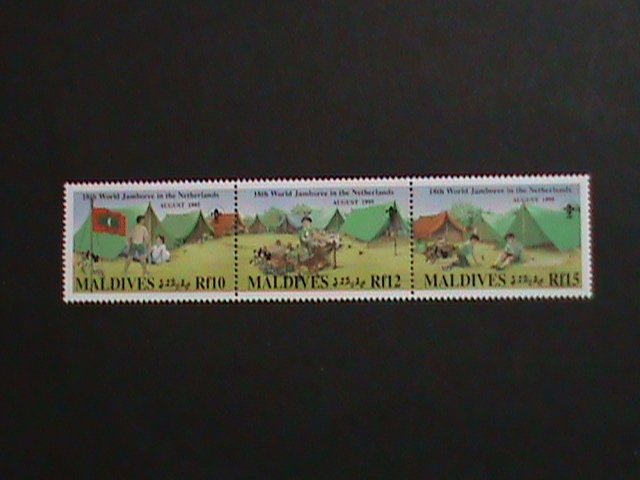 18th World Jamboree in the Netherlands
AUGUST 1995
MALDIVES Rf10
18th World Jamboree in the Netherlands
AUGUST 1995
MALDIVES Rf12
18th World Jamboree in the Netherlands
AUGUST 1995
MALDIVES Rf15